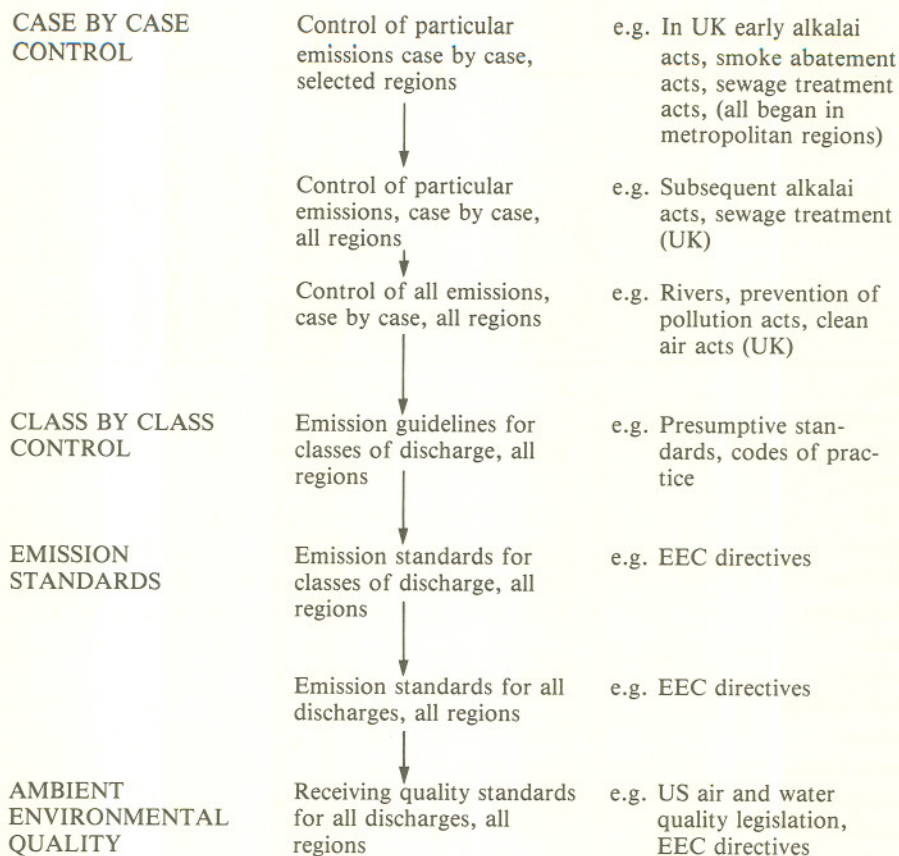 CASE BY CASE
CONTROL
Control of particular
emissions case by case,
selected regions
e.g. In UK early alkalai
acts, smoke abatement
acts, sewage treatment
acts, (all began in
metropolitan regions)
Control of particular
emissions, case by case,
all regions
e.g. Subsequent alkalai
acts, sewage treatment
(UK)
Control of all emissions,
case by case, all regions
e.g. Rivers, prevention of
pollution acts, clean
air acts (UK)
CLASS BY CLASS
CONTROL
Emission guidelines for
classes of discharge, all
regions
e.g. Presumptive stan-
dards, codes of prac-
tice
EMISSION
STANDARDS
Emission standards for
classes of discharge, all
regions
e.g. EEC directives
Emission standards for all
discharges, all regions
e.g. EEC directives
AMBIENT
ENVIRONMENTAL
QUALITY
Receiving quality standards
for all discharges, all
regions
e.g. US air and water
quality legislation,
EEC directives